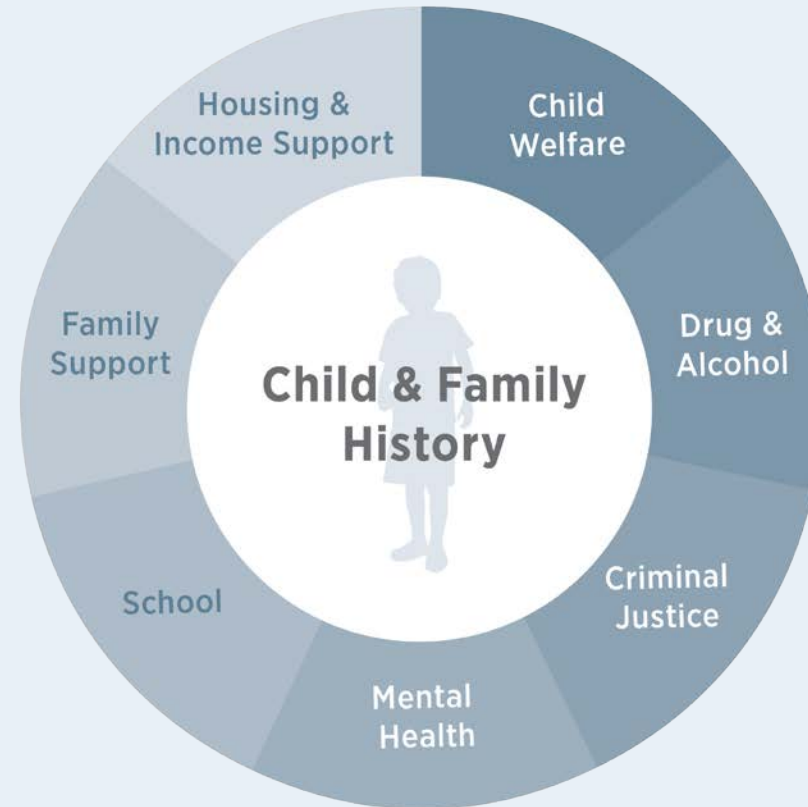 Housing &
Income Support
Child
Welfare
Family
Support
Drug &
Alcohol
Child & Family
History
School
Criminal
Justice
Mental
Health